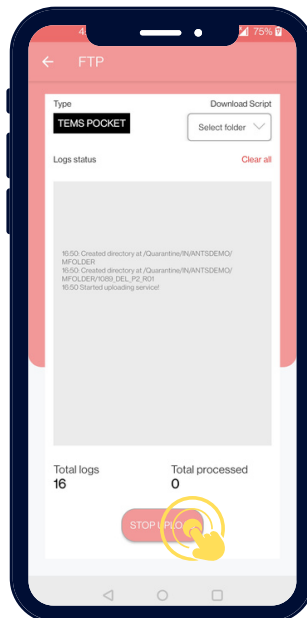 75%
FTP
Type
Download Script
TEMS POCKET
Select folder
Logs status
Clear all
16:50: Created directory at /Quarantine/IN/ANTSDEMO/
MFOLDER
16:50: Created directory at /Quarantine/IN/ANTSDEMO/
MFOLDER/1089_DEL_P2_R01
16:50 Started uploading service!
Total logs
Total processed
16
0
STOP UPLO